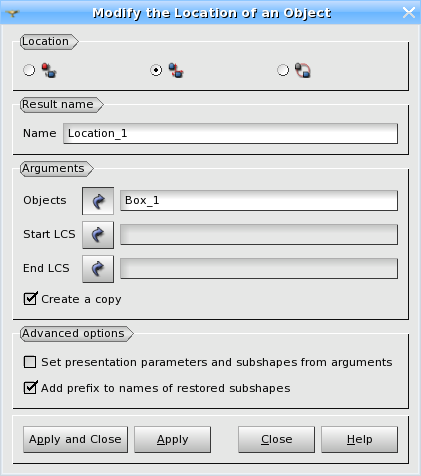 Modify the Location of an Object
Location
Result name
Name Location_1
Arguments
Objects Box_1
Start LCS
End LCS
Create a copy
Advanced options
Set presentation parameters and subshapes from arguments
Add prefix to names of restored subshapes
Apply and Close Apply Close Help